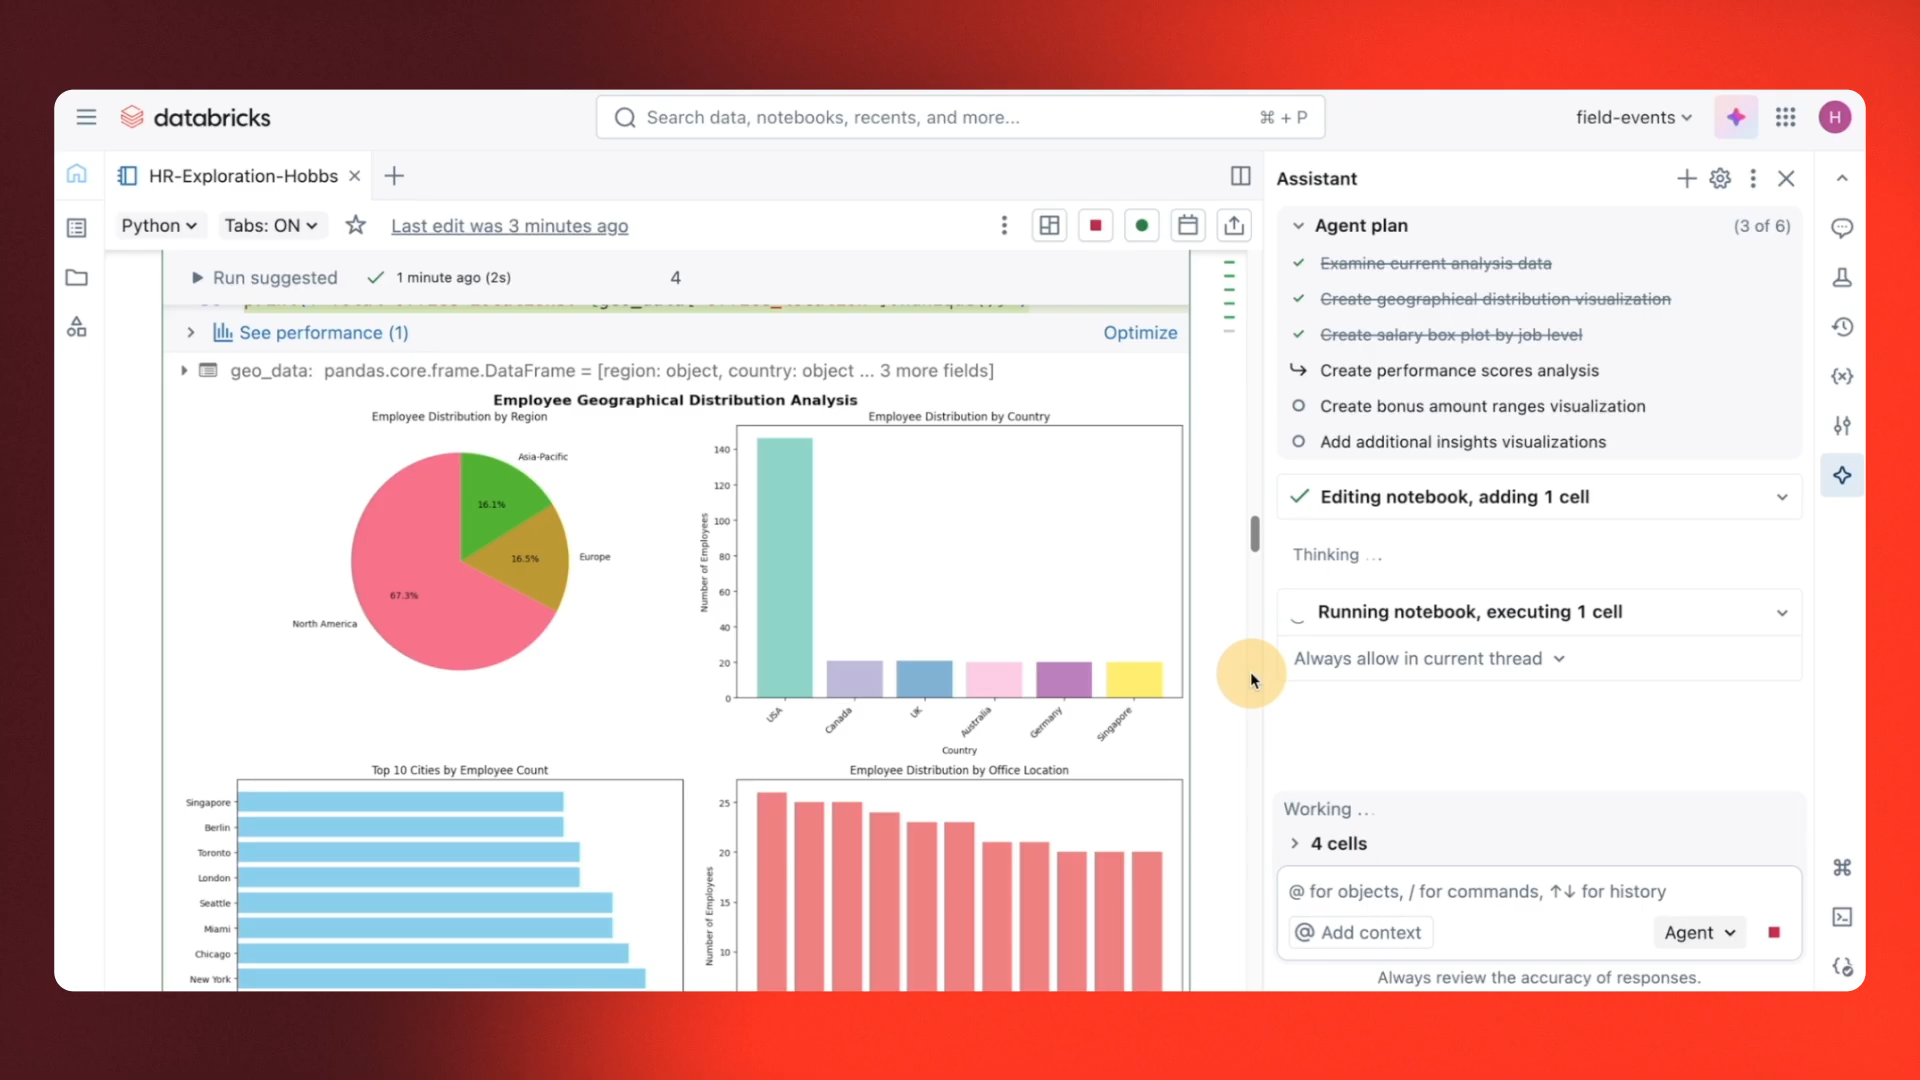 databricks
Search data, notebooks, recents, and more...
⌘ + P
field-events
H
HR-Exploration-Hobbs
Python
Tabs: ON
Last edit was 3 minutes ago
Run suggested
1 minute ago (2s)
4
See performance (1)
Optimize
geo_data: pandas.core.frame.DataFrame = [region: object, country: object ... 3 more fields]
Employee Geographical Distribution Analysis
Employee Distribution by Region
Asia-Pacific
16.1%
16.5%
Europe
67.3%
North America
Employee Distribution by Country
Number of Employees
140
120
100
80
60
40
20
0
USA
Canada
UK
Australia
Germany
Singapore
Country
Top 10 Cities by Employee Count
Singapore
Berlin
Toronto
London
Seattle
Miami
Chicago
New York
Employee Distribution by Office Location
Number of Employees
25
20
15
10
Assistant
Agent plan
(3 of 6)
Examine current analysis data
Create geographical distribution visualization
Create salary box plot by job level
Create performance scores analysis
Create bonus amount ranges visualization
Add additional insights visualizations
Editing notebook, adding 1 cell
Thinking ...
Running notebook, executing 1 cell
Always allow in current thread
Working ...
4 cells
@ for objects, / for commands, ↑↓ for history
@ Add context
Agent
Always review the accuracy of responses.